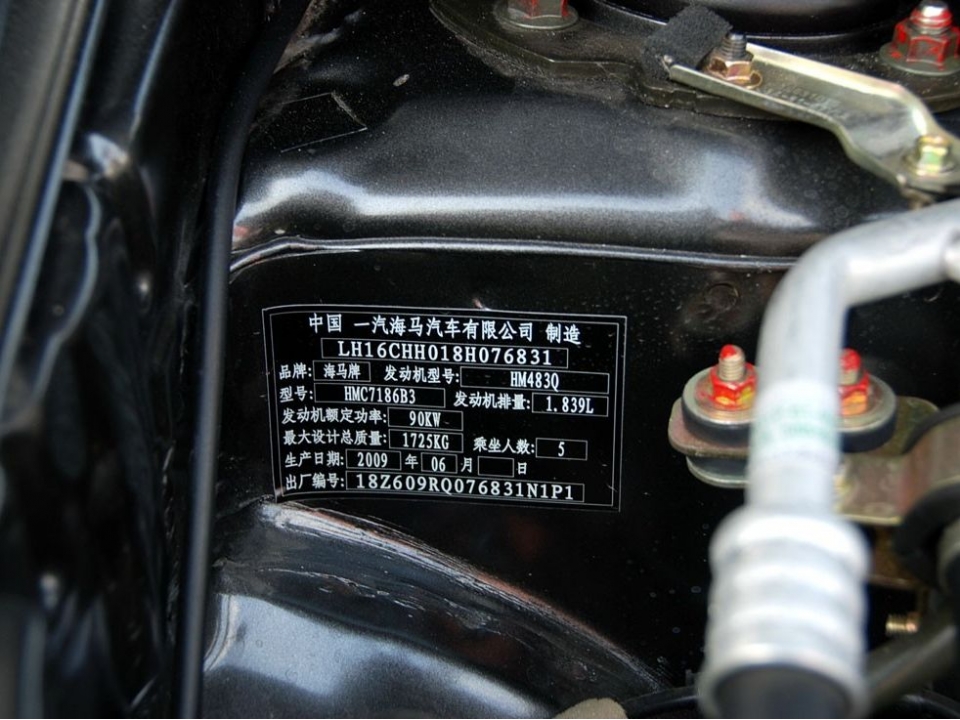 中国 一汽海马汽车有限公司 制造
LH16CHH018H076831
品牌: 海马牌 发动机型号: HM483Q
型号: HMC7186B3 发动机排量: 1.839L
发动机额定功率: 90KW
最大设计总质量: 1725KG 乘坐人数: 5
生产日期: 2009 年 06 月 日
出厂编号: 18Z609RQ076831N1P1